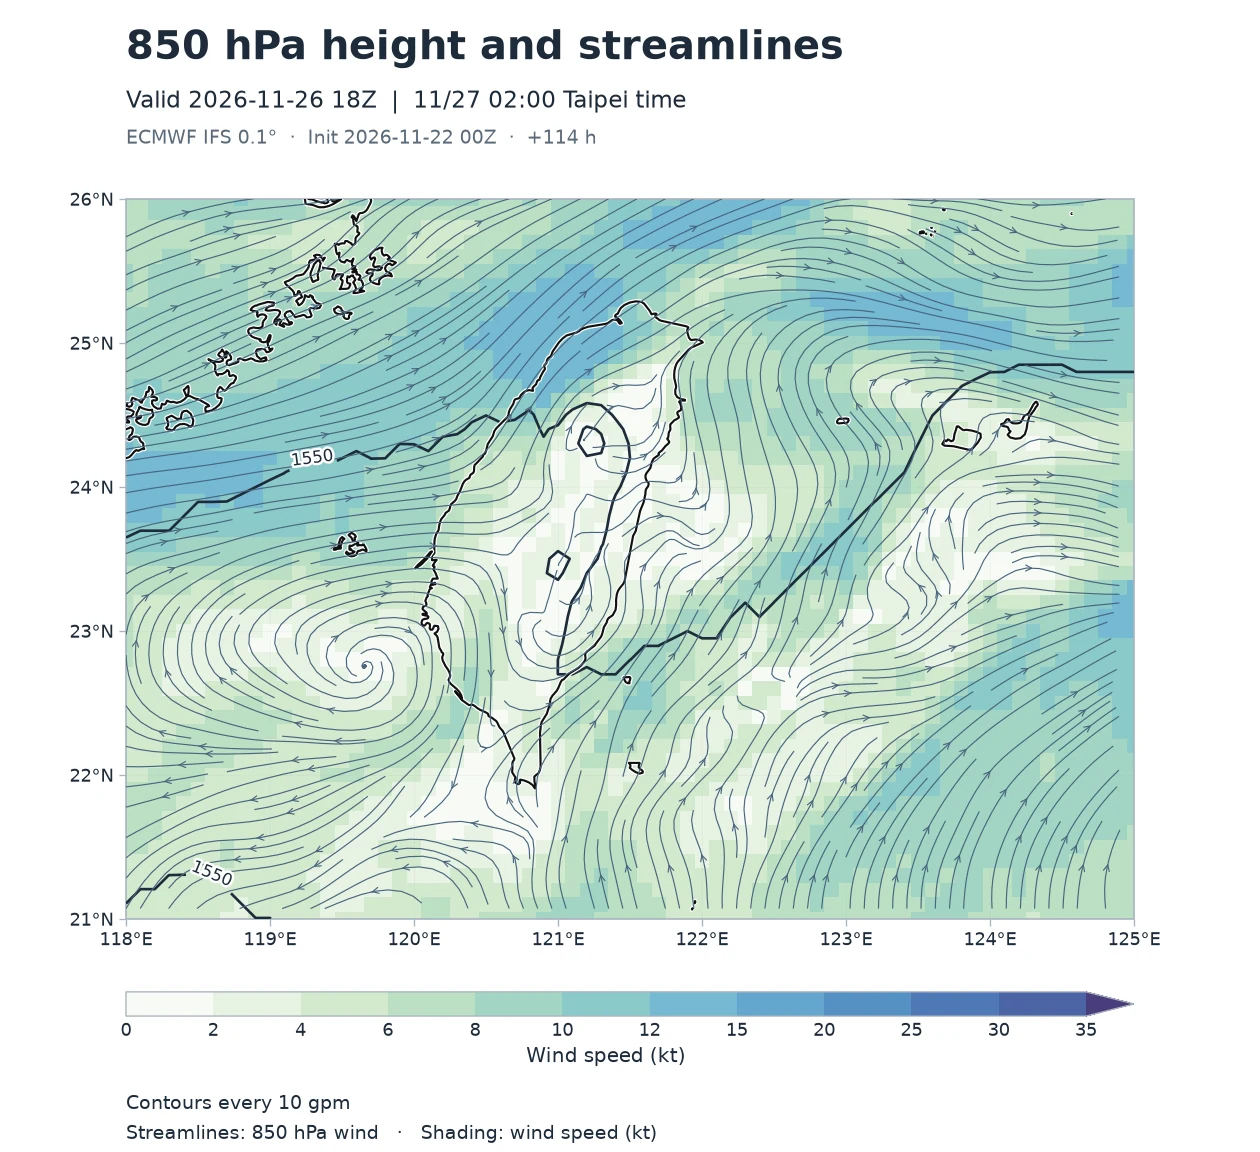 850 hPa height and streamlines
Valid 2026-11-26 18Z | 11/27 02:00 Taipei time
ECMWF IFS 0.1° · Init 2026-11-22 00Z · +114 h
26°N
25°N
24°N
23°N
22°N
21°N
1550
1550
118°E 119°E 120°E 121°E 122°E 123°E 124°E 125°E
0 2 4 6 8 10 12 15 20 25 30 35
Wind speed (kt)
Contours every 10 gpm
Streamlines: 850 hPa wind · Shading: wind speed (kt)